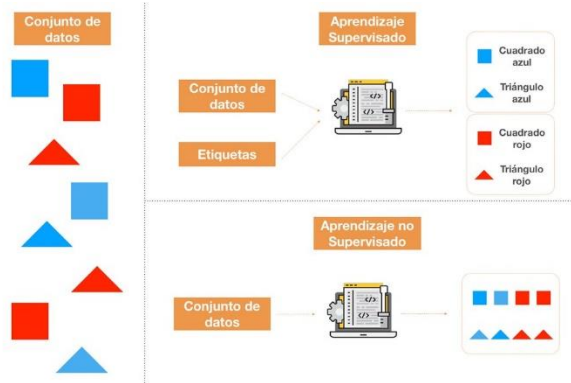 Conjunto de
datos
Aprendizaje
Supervisado
Conjunto de
datos
Etiquetas
Cuadrado
azul
Triángulo
azul
Cuadrado
rojo
Triángulo
rojo
Aprendizaje no
Supervisado
Conjunto de
datos